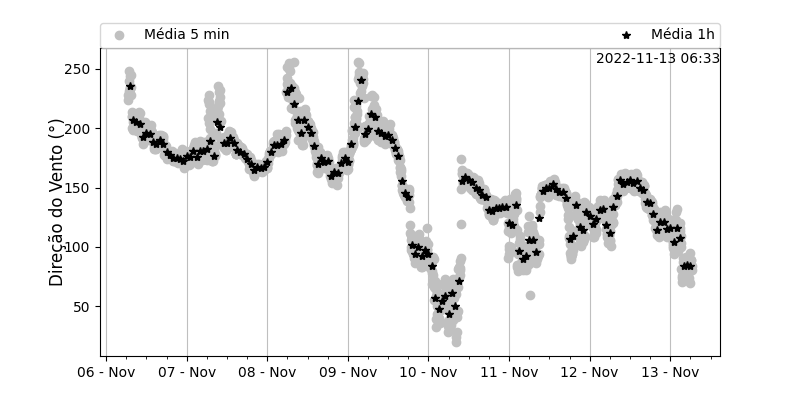 Média 5 min
Média 1h
2022-11-13 06:33
Direção do Vento (°)
250
200
150
100
50
06 - Nov
07 - Nov
08 - Nov
09 - Nov
10 - Nov
11 - Nov
12 - Nov
13 - Nov